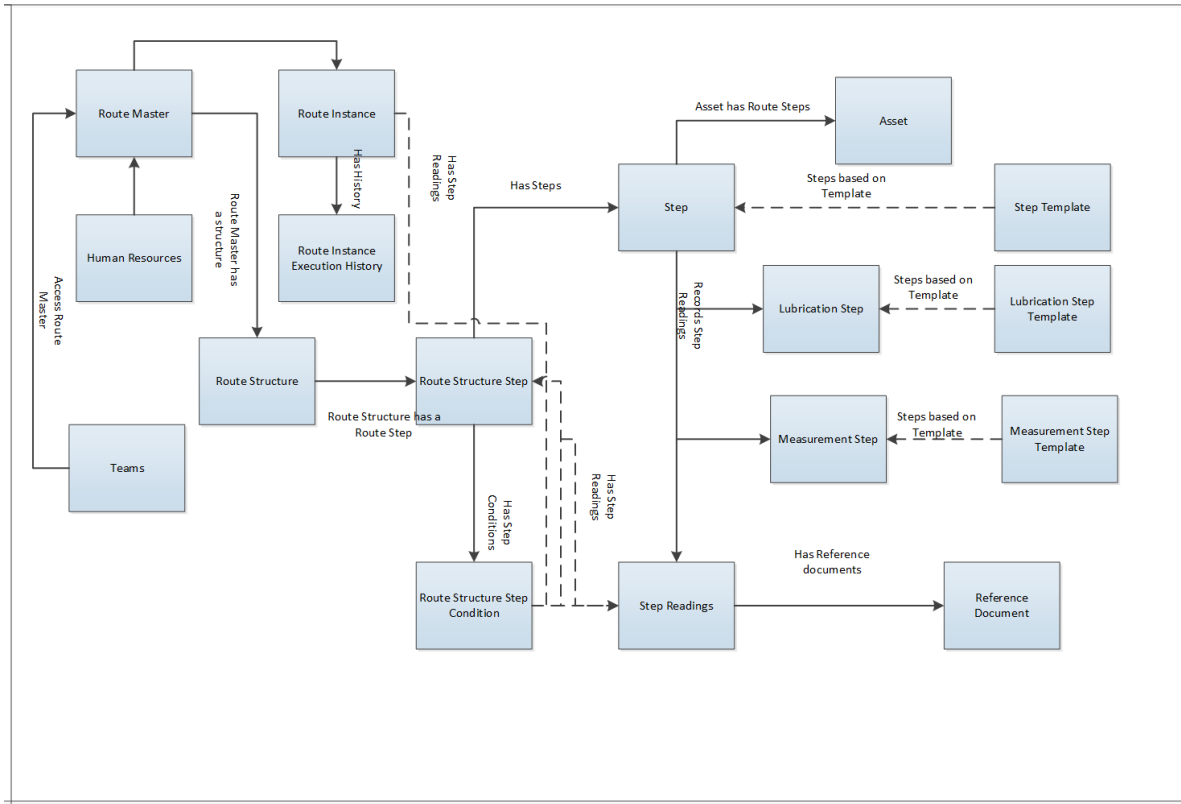 Route Master
Route Instance
Asset has Route Steps
Asset
Has History
Has Step
Readings
Has Steps
Step
Steps based on
Template
Step Template
Human Resources
Route Master has
a structure
Route Instance
Execution History
Access Route
Master
Records Step
Readings
Lubrication Step
Steps based on
Template
Lubrication Step
Template
Route Structure
Route Structure Step
Route Structure has a
Route Step
Measurement Step
Steps based on
Template
Measurement Step
Template
Teams
Has Step
Conditions
Has Step
Readings
Route Structure Step
Condition
Step Readings
Has Reference
documents
Reference
Document